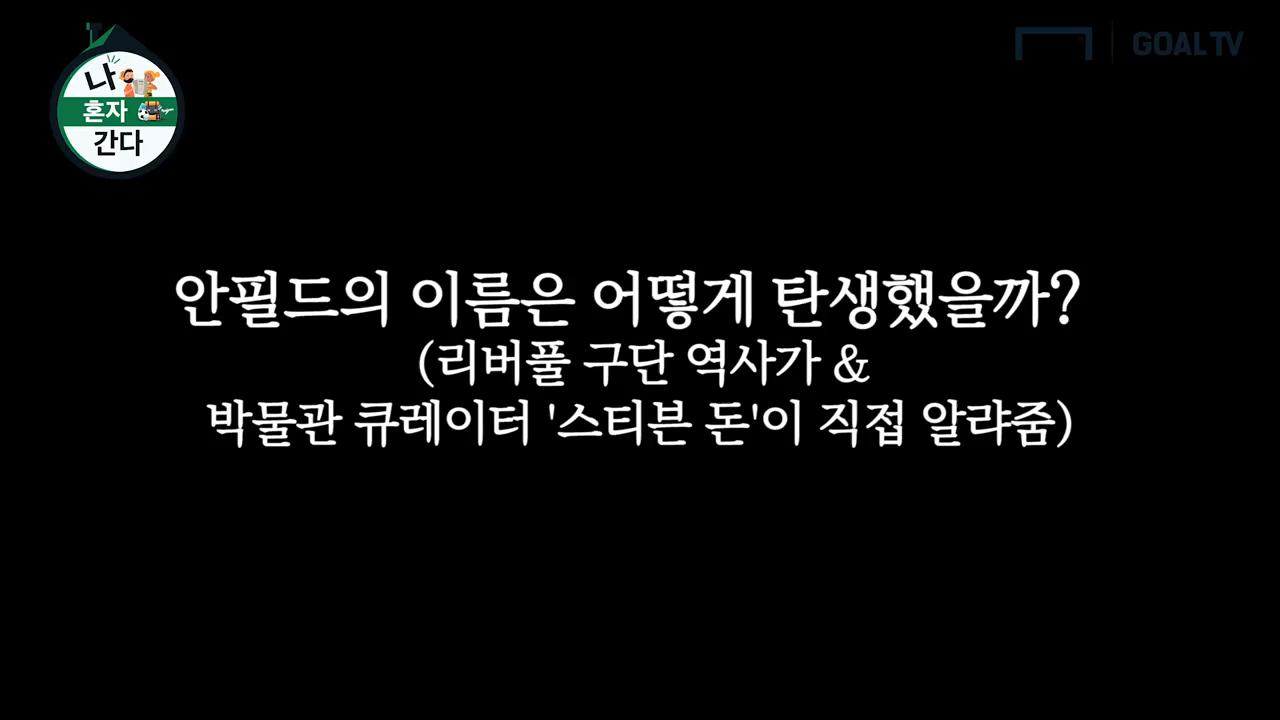 나
혼자
간다
GOAL TV
안필드의 이름은 어떻게 탄생했을까?
(리버풀 구단 역사가 &
박물관 큐레이터 '스티븐 돈'이 직접 알랴줌)